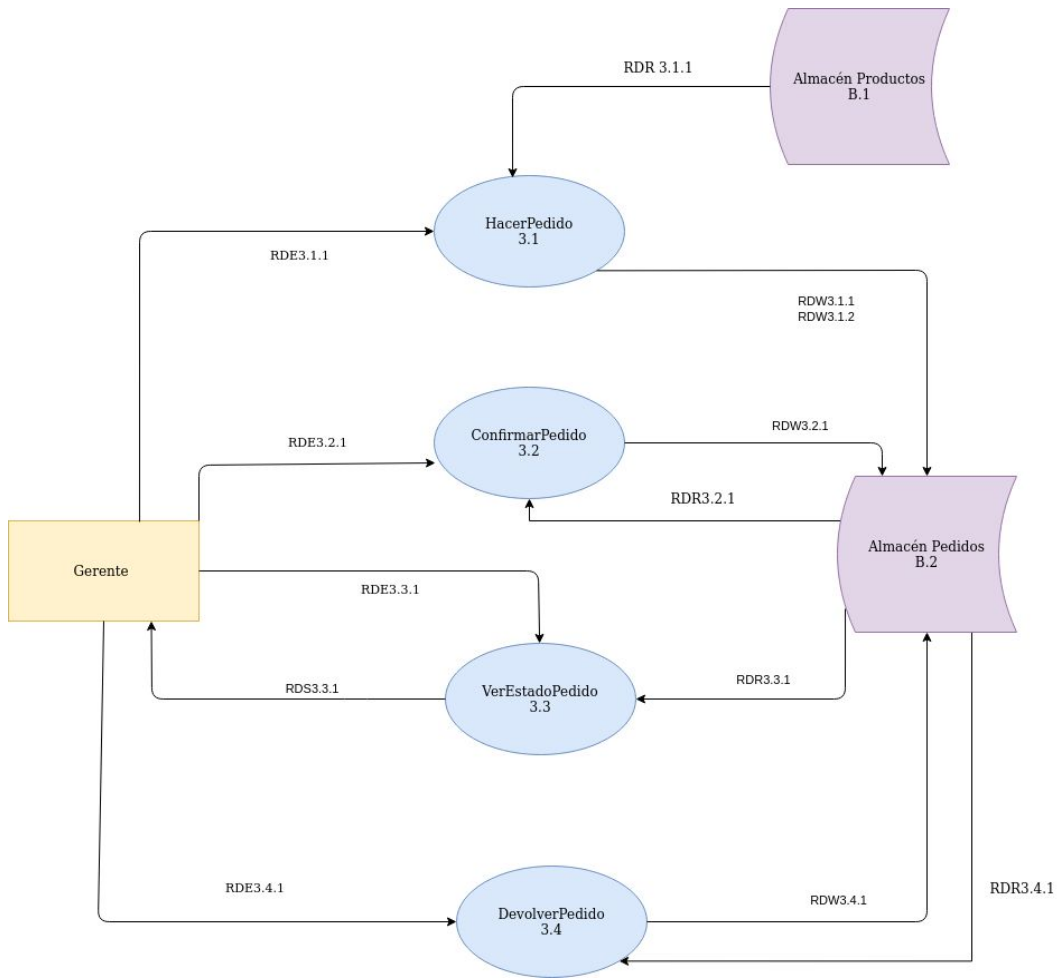 RDR 3.1.1
Almacén Productos
B.1
HacerPedido
3.1
RDE3.1.1
RDW3.1.1
RDW3.1.2
ConfirmarPedido
3.2
RDE3.2.1
RDW3.2.1
RDR3.2.1
Almacén Pedidos
B.2
Gerente
RDE3.3.1
VerEstadoPedido
3.3
RDS3.3.1
RDR3.3.1
RDE3.4.1
DevolverPedido
3.4
RDW3.4.1
RDR3.4.1